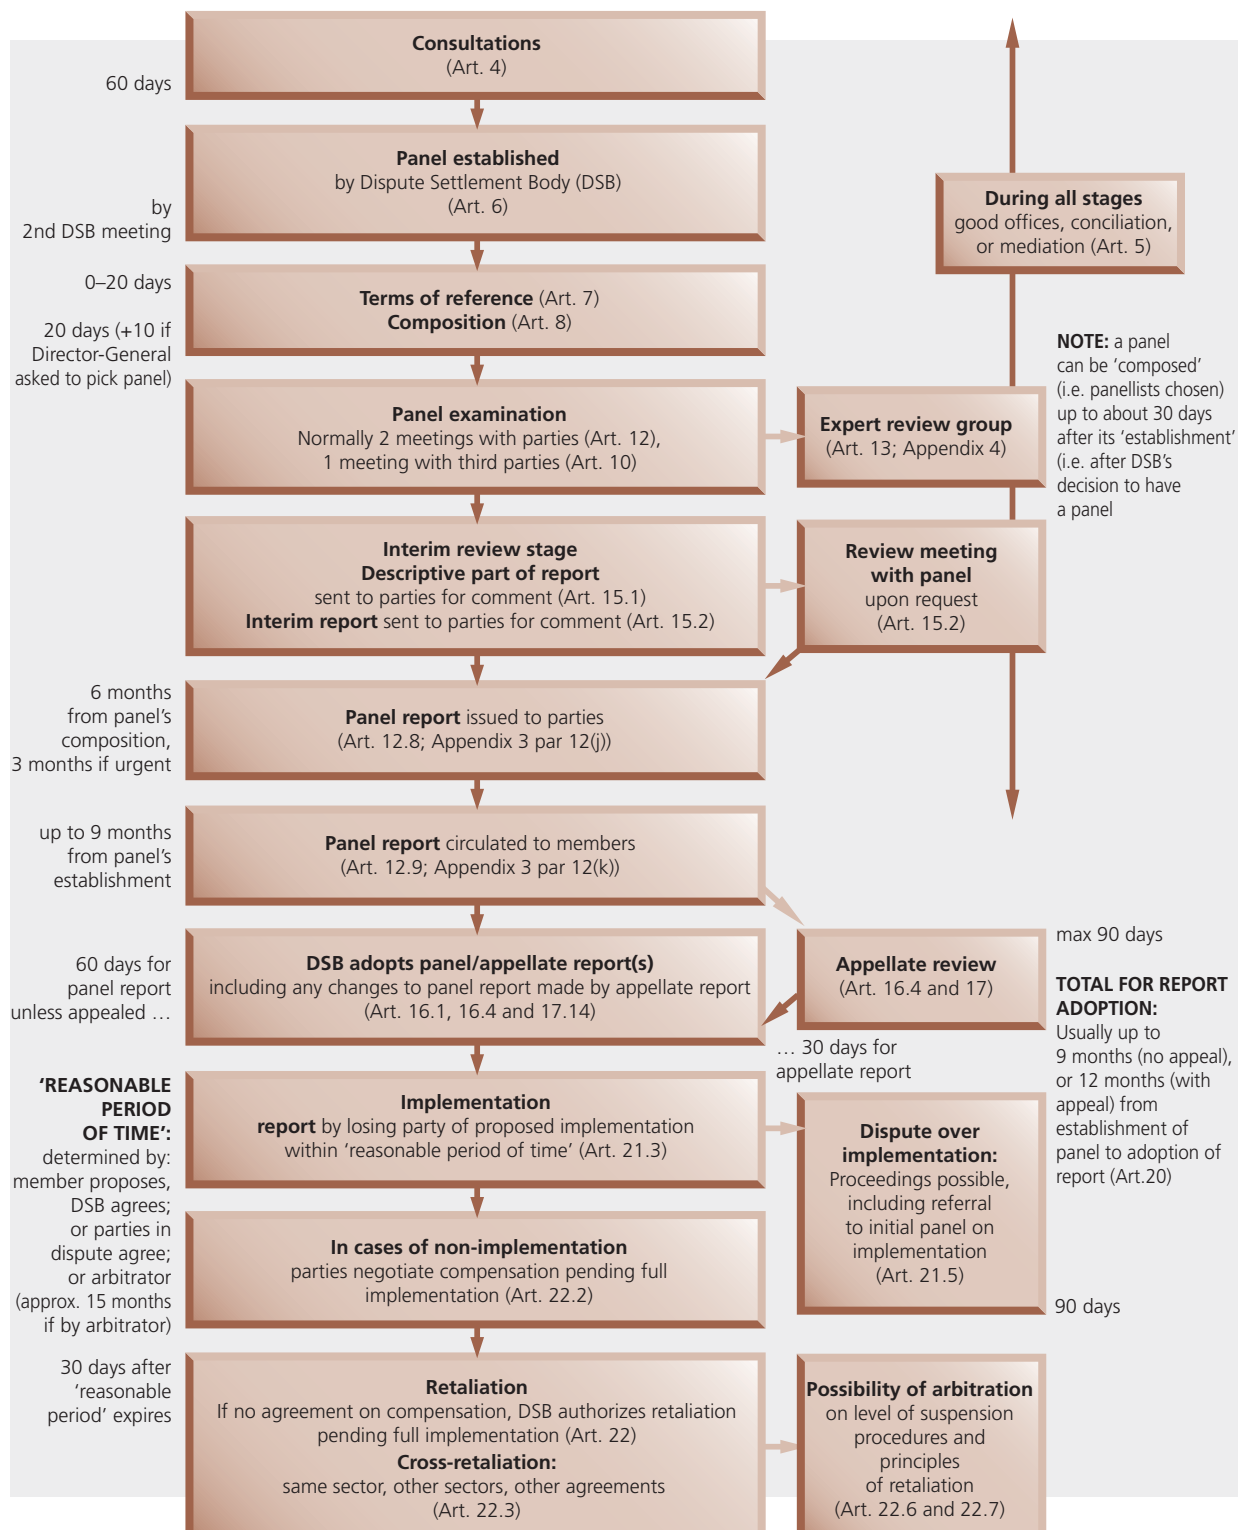 Consultations
(Art. 4)
60 days
Panel established
by Dispute Settlement Body (DSB)
(Art. 6)
by
2nd DSB meeting
During all stages
good offices, conciliation,
or mediation (Art. 5)
0–20 days
Terms of reference (Art. 7)
Composition (Art. 8)
20 days (+10 if
Director-General
asked to pick panel)
NOTE: a panel
can be ‘composed’
(i.e. panellists chosen)
up to about 30 days
after its ‘establishment’
(i.e. after DSB’s
decision to have
a panel
Panel examination
Normally 2 meetings with parties (Art. 12),
1 meeting with third parties (Art. 10)
Expert review group
(Art. 13; Appendix 4)
Interim review stage
Descriptive part of report
sent to parties for comment (Art. 15.1)
Interim report sent to parties for comment (Art. 15.2)
Review meeting
with panel
upon request
(Art. 15.2)
6 months
from panel’s
composition,
3 months if urgent
Panel report issued to parties
(Art. 12.8; Appendix 3 par 12(j))
up to 9 months
from panel’s
establishment
Panel report circulated to members
(Art. 12.9; Appendix 3 par 12(k))
60 days for
panel report
unless appealed …
DSB adopts panel/appellate report(s)
including any changes to panel report made by appellate report
(Art. 16.1, 16.4 and 17.14)
Appellate review
(Art. 16.4 and 17)
max 90 days
… 30 days for
appellate report
TOTAL FOR REPORT
ADOPTION:
Usually up to
9 months (no appeal),
or 12 months (with
appeal) from
establishment of
panel to adoption of
report (Art.20)
‘REASONABLE
PERIOD
OF TIME’:
determined by:
member proposes,
DSB agrees;
or parties in
dispute agree;
or arbitrator
(approx. 15 months
if by arbitrator)
Implementation
report by losing party of proposed implementation
within ‘reasonable period of time’ (Art. 21.3)
Dispute over
implementation:
Proceedings possible,
including referral
to initial panel on
implementation
(Art. 21.5)
90 days
In cases of non-implementation
parties negotiate compensation pending full
implementation (Art. 22.2)
30 days after
‘reasonable
period’ expires
Retaliation
If no agreement on compensation, DSB authorizes retaliation
pending full implementation (Art. 22)
Cross-retaliation:
same sector, other sectors, other agreements
(Art. 22.3)
Possibility of arbitration
on level of suspension
procedures and
principles
of retaliation
(Art. 22.6 and 22.7)